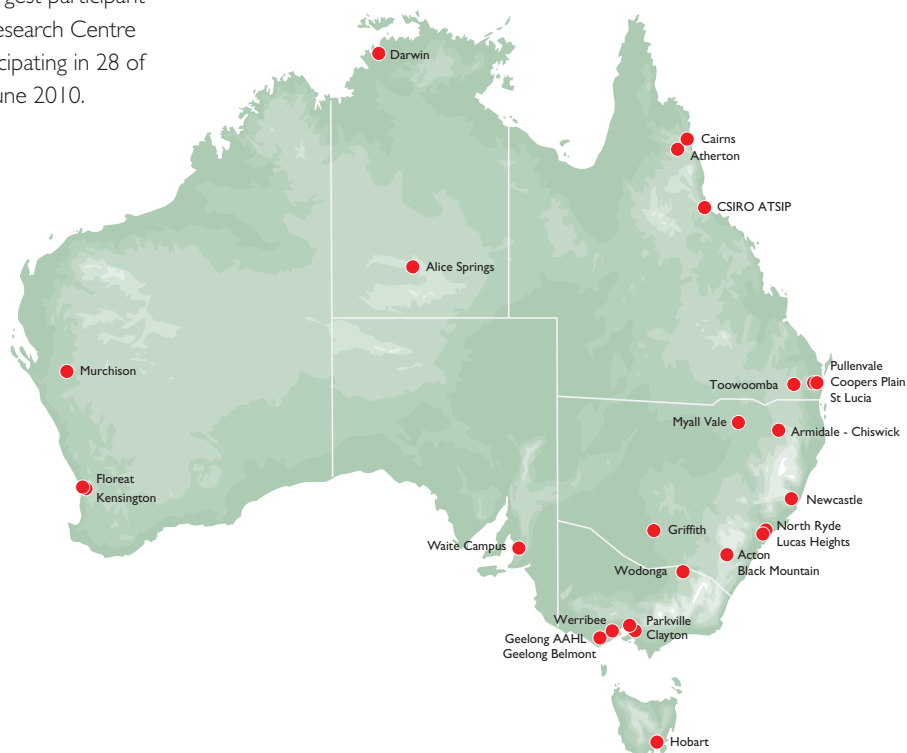 gest participant
esearch Centre
cipating in 28 of
une 2010.
Darwin
Cairns
Atherton
CSIRO ATSIP
Alice Springs
Murchison
Pullenvale
Toowoomba
Coopers Plain
St Lucia
Myall Vale
Armidale - Chiswick
Floreat
Kensington
Newcastle
North Ryde
Griffith
Lucas Heights
Waite Campus
Acton
Wodonga
Black Mountain
Werribee
Parkville
Geelong AAHL
Clayton
Geelong Belmont
Hobart